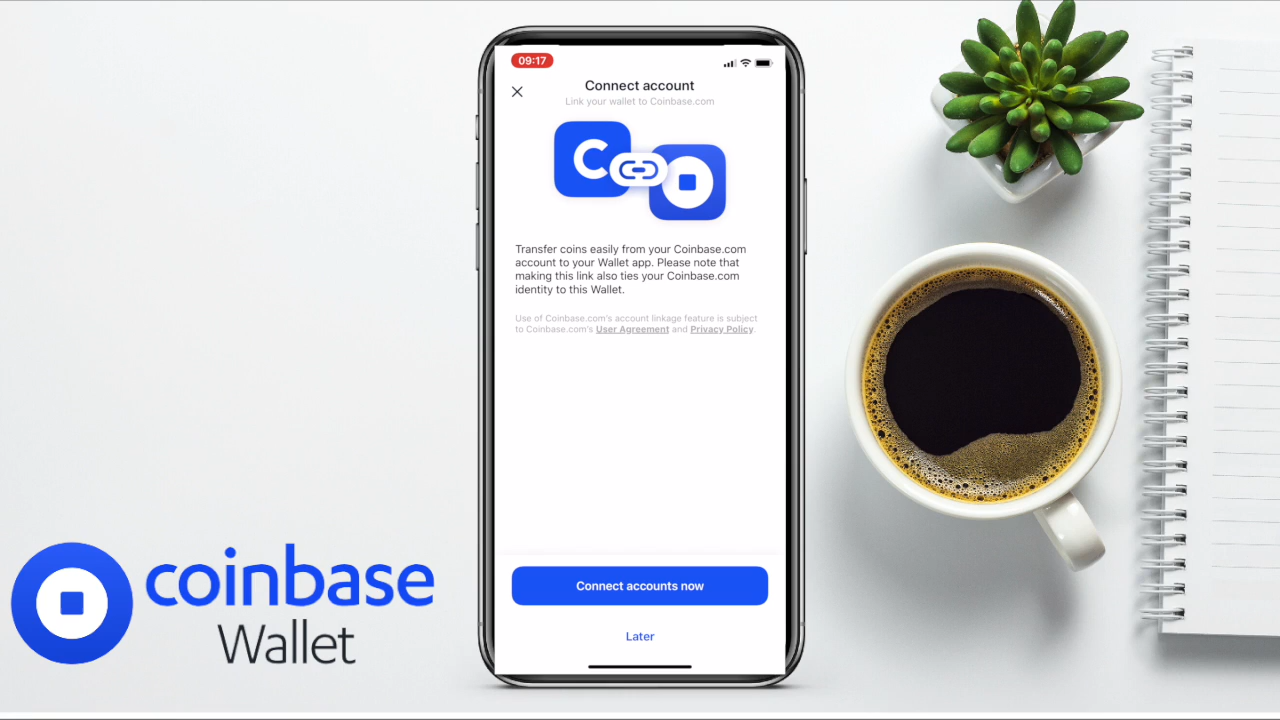 09:17
Connect account
Link your wallet to Coinbase.com
Transfer coins easily from your Coinbase.com
account to your Wallet app. Please note that
making this link also ties your Coinbase.com
identity to this Wallet.
Use of Coinbase.com's account linkage feature is subject
to Coinbase.com's User Agreement and Privacy Policy.
Connect accounts now
Later
coinbase
Wallet